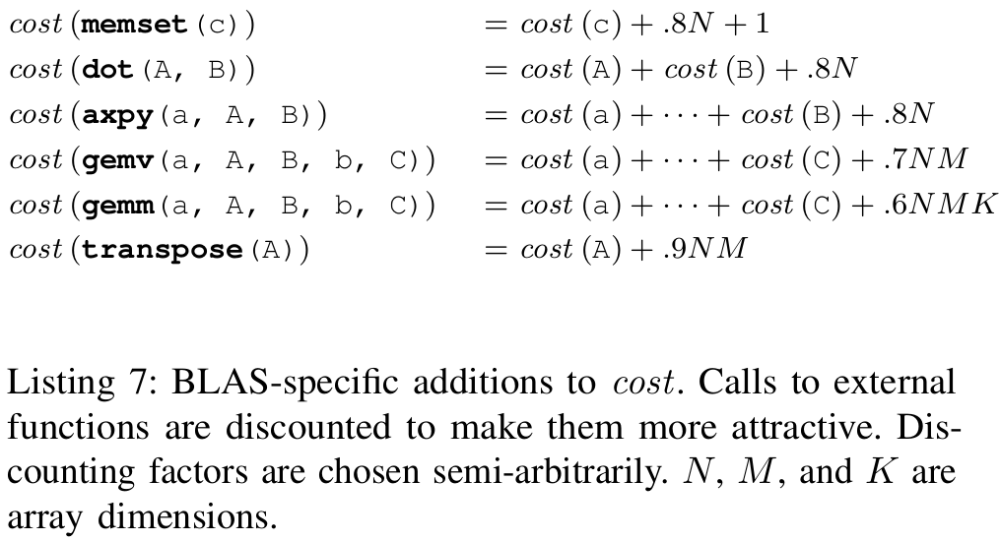 cost(memset(c)) = cost(c) + .8N + 1
cost(dot(A, B)) = cost(A) + cost(B) + .8N
cost(axpy(a, A, B)) = cost(a) + ··· + cost(B) + .8N
cost(gemv(a, A, B, b, C)) = cost(a) + ··· + cost(C) + .7NM
cost(gemm(a, A, B, b, C)) = cost(a) + ··· + cost(C) + .6NMK
cost(transpose(A)) = cost(A) + .9NM
Listing 7: BLAS-specific additions to cost. Calls to external
functions are discounted to make them more attractive. Dis-
counting factors are chosen semi-arbitrarily. N, M, and K are
array dimensions.